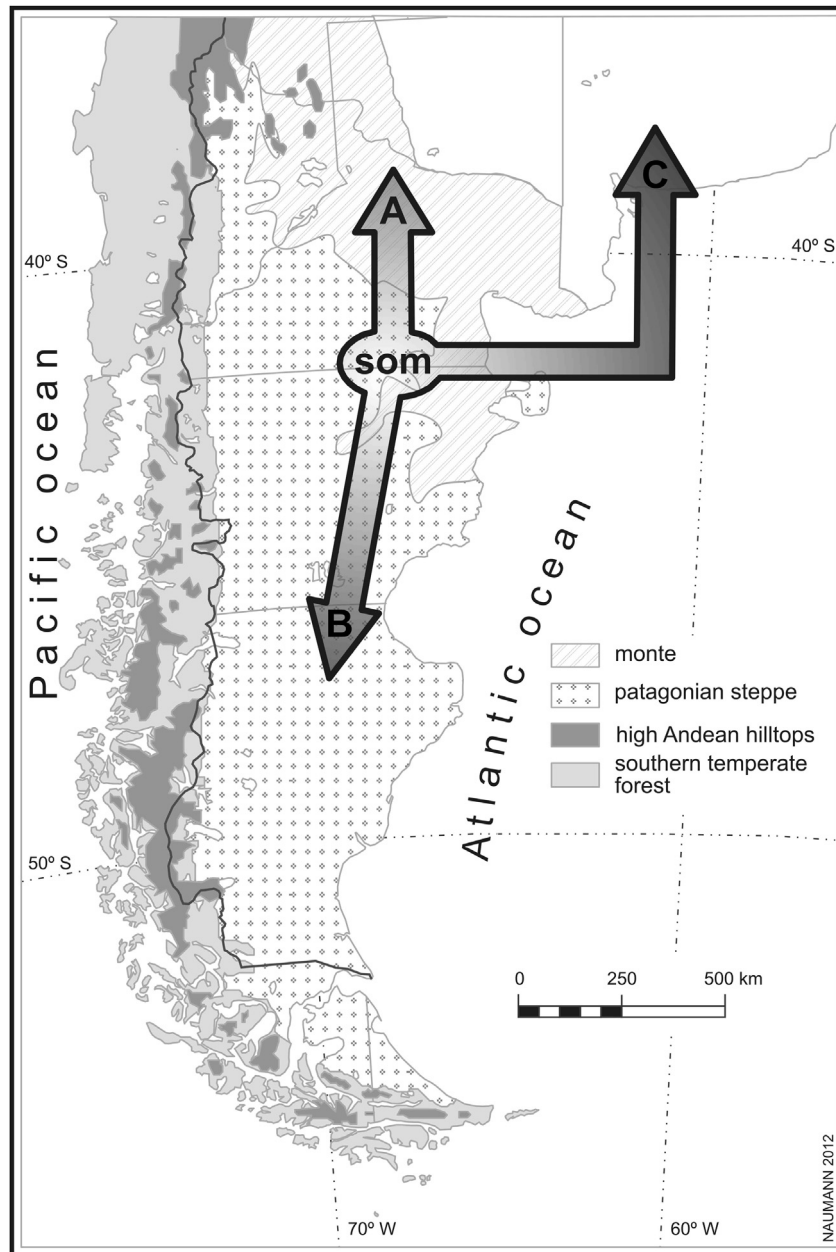 A
C
40º S
40º S
som
Pacific ocean
Atlantic ocean
B
monte
patagonian steppe
high Andean hilltops
southern temperate
forest
50º S
0 250 500 km
70º W
60º W
NAUMANN 2012